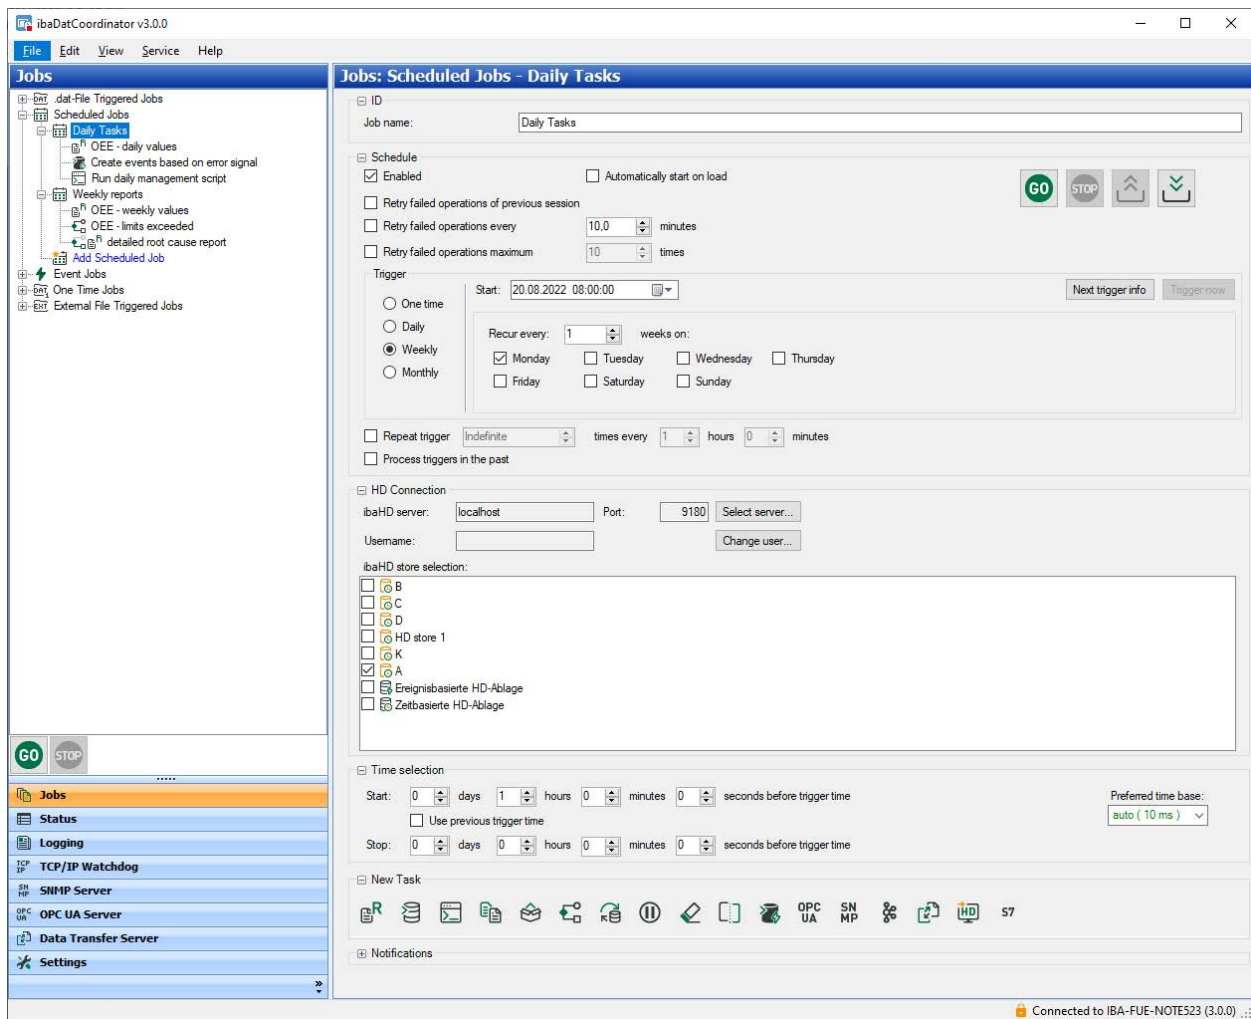 ibaDatCoordinator v3.0.0
File Edit View Service Help
Jobs
.dat-File Triggered Jobs
Scheduled Jobs
Daily Tasks
OEE - daily values
Create events based on error signal
Run daily management script
Weekly reports
OEE - weekly values
OEE - limits exceeded
detailed root cause report
Add Scheduled Job
Event Jobs
One Time Jobs
External File Triggered Jobs
GO STOP
Jobs
Status
Logging
TCP/IP Watchdog
SNMP Server
OPC UA Server
Data Transfer Server
Settings
Jobs: Scheduled Jobs - Daily Tasks
ID
Job name: Daily Tasks
Schedule
Enabled Automatically start on load
GO STOP
Retry failed operations of previous session
Retry failed operations every 10,0 minutes
Retry failed operations maximum 10 times
Trigger
Start: 20.08.2022 08:00:00 Next trigger info Trigger now
One time
Daily
Weekly
Monthly
Recur every: 1 weeks on:
Monday Tuesday Wednesday Thursday
Friday Saturday Sunday
Repeat trigger Indefinite times every 1 hours 0 minutes
Process triggers in the past
HD Connection
ibaHD server: localhost Port: 9180 Select server...
Username: Change user...
ibaHD store selection:
B
C
D
HD store 1
K
A
Ereignisbasierte HD-Ablage
Zeitbasierte HD-Ablage
Time selection
Start: 0 days 1 hours 0 minutes 0 seconds before trigger time
Preferred time base:
auto ( 10 ms )
Use previous trigger time
Stop: 0 days 0 hours 0 minutes 0 seconds before trigger time
New Task
OPC UA SN MP HD S7
Notifications
Connected to IBA-FUE-NOTE523 (3.0.0)